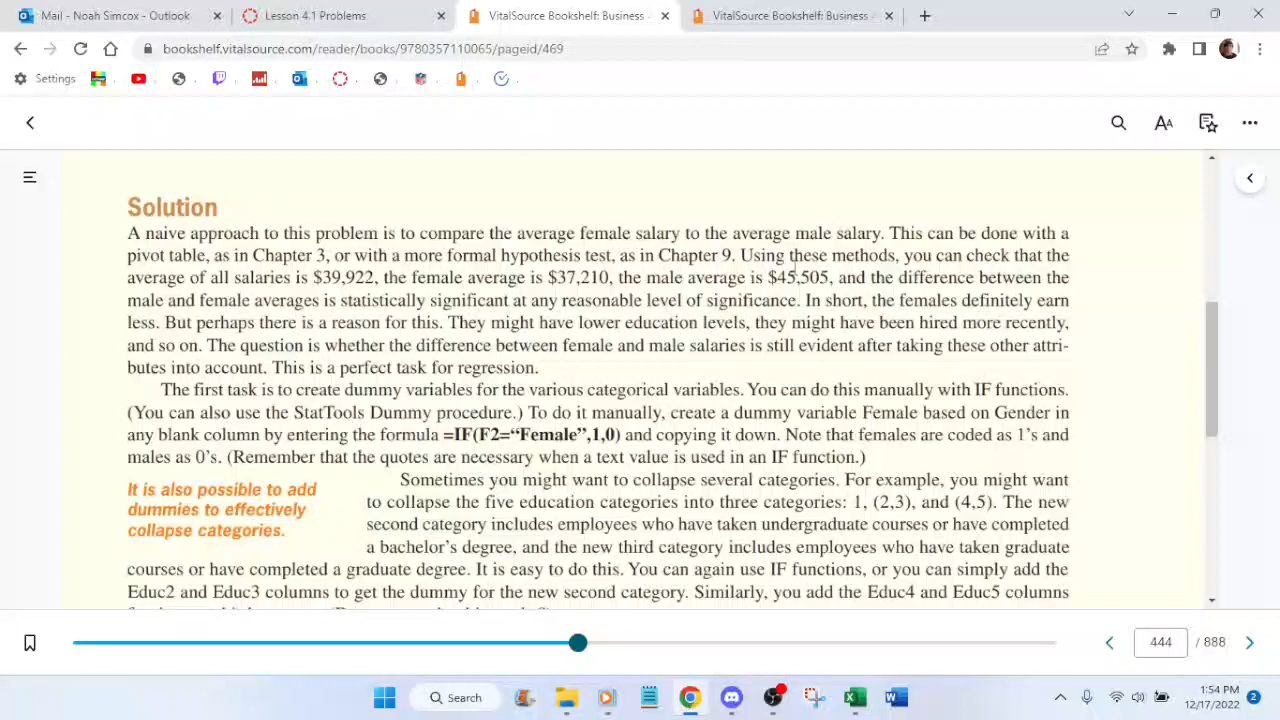 Mail - Noah Simcox - Outlook
Lesson 4.1 Problems
VitalSource Bookshelf: Business
VitalSource Bookshelf: Business
bookshelf.vitalsource.com/reader/books/9780357110065/pageid/469
Settings
Solution
A naive approach to this problem is to compare the average female salary to the average male salary. This can be done with a
pivot table, as in Chapter 3, or with a more formal hypothesis test, as in Chapter 9. Using these methods, you can check that the
average of all salaries is $39,922, the female average is $37,210, the male average is $45,505, and the difference between the
male and female averages is statistically significant at any reasonable level of significance. In short, the females definitely earn
less. But perhaps there is a reason for this. They might have lower education levels, they might have been hired more recently,
and so on. The question is whether the difference between female and male salaries is still evident after taking these other attri-
butes into account. This is a perfect task for regression.
The first task is to create dummy variables for the various categorical variables. You can do this manually with IF functions.
(You can also use the StatTools Dummy procedure.) To do it manually, create a dummy variable Female based on Gender in
any blank column by entering the formula =IF(F2=“Female”,1,0) and copying it down. Note that females are coded as 1’s and
males as 0’s. (Remember that the quotes are necessary when a text value is used in an IF function.)
It is also possible to add
dummies to effectively
collapse categories.
Sometimes you might want to collapse several categories. For example, you might want
to collapse the five education categories into three categories: 1, (2,3), and (4,5). The new
second category includes employees who have taken undergraduate courses or have completed
a bachelor’s degree, and the new third category includes employees who have taken graduate
courses or have completed a graduate degree. It is easy to do this. You can again use IF functions, or you can simply add the
Educ2 and Educ3 columns to get the dummy for the new second category. Similarly, you add the Educ4 and Educ5 columns
444 / 888
Search
1:54 PM
12/17/2022
2